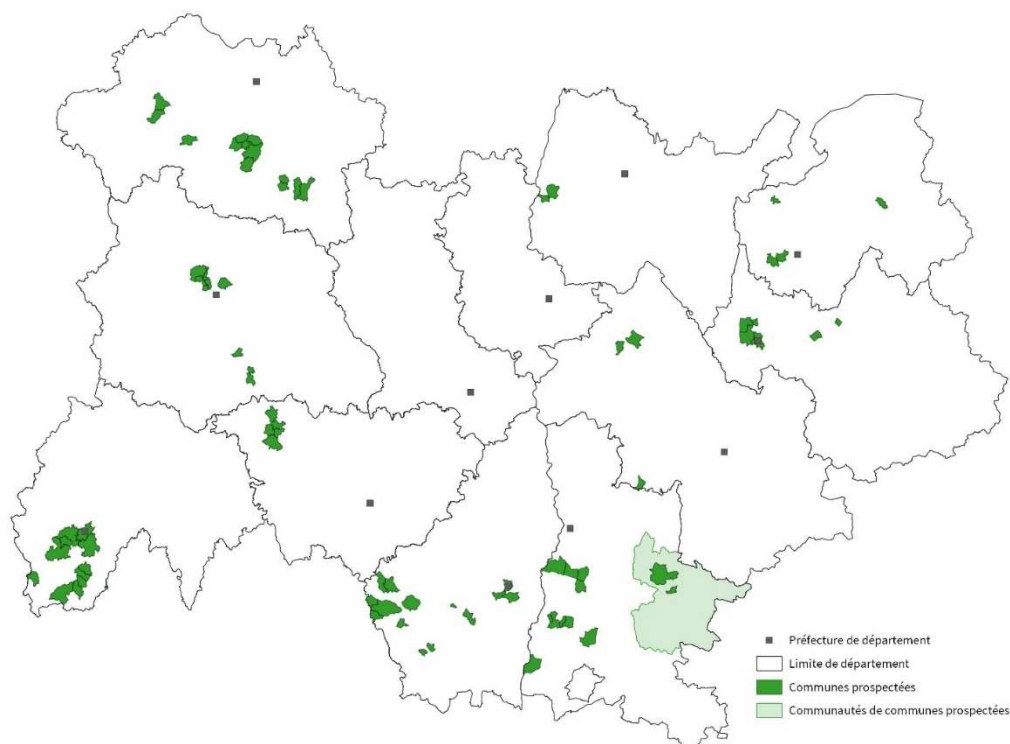 Préfecture de département
Limite de département
Communes prospectées
Communautés de communes prospectées